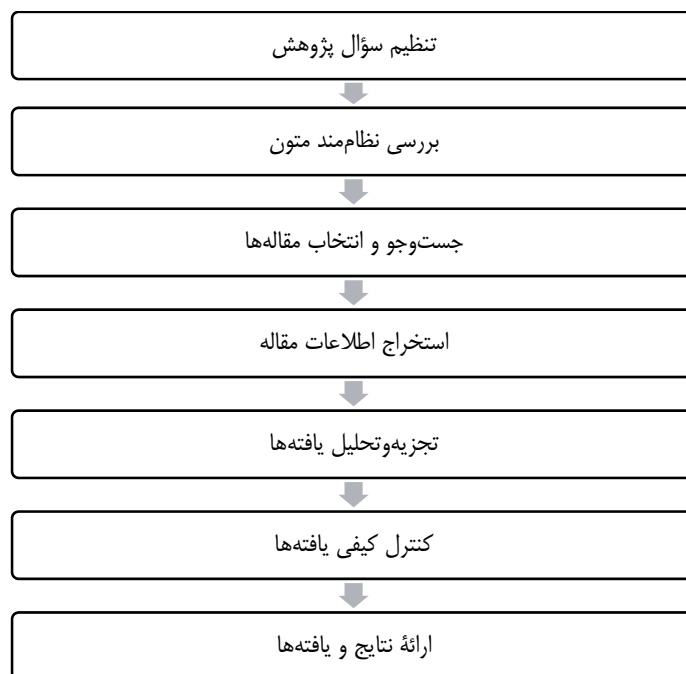 تنظیم سؤال پژوهش
بررسی نظام‌مند متون
جست‌وجو و انتخاب مقاله‌ها
استخراج اطلاعات مقاله
تجزیه‌وتحلیل یافته‌ها
کنترل کیفی یافته‌ها
ارائۀ نتایج و یافته‌ها